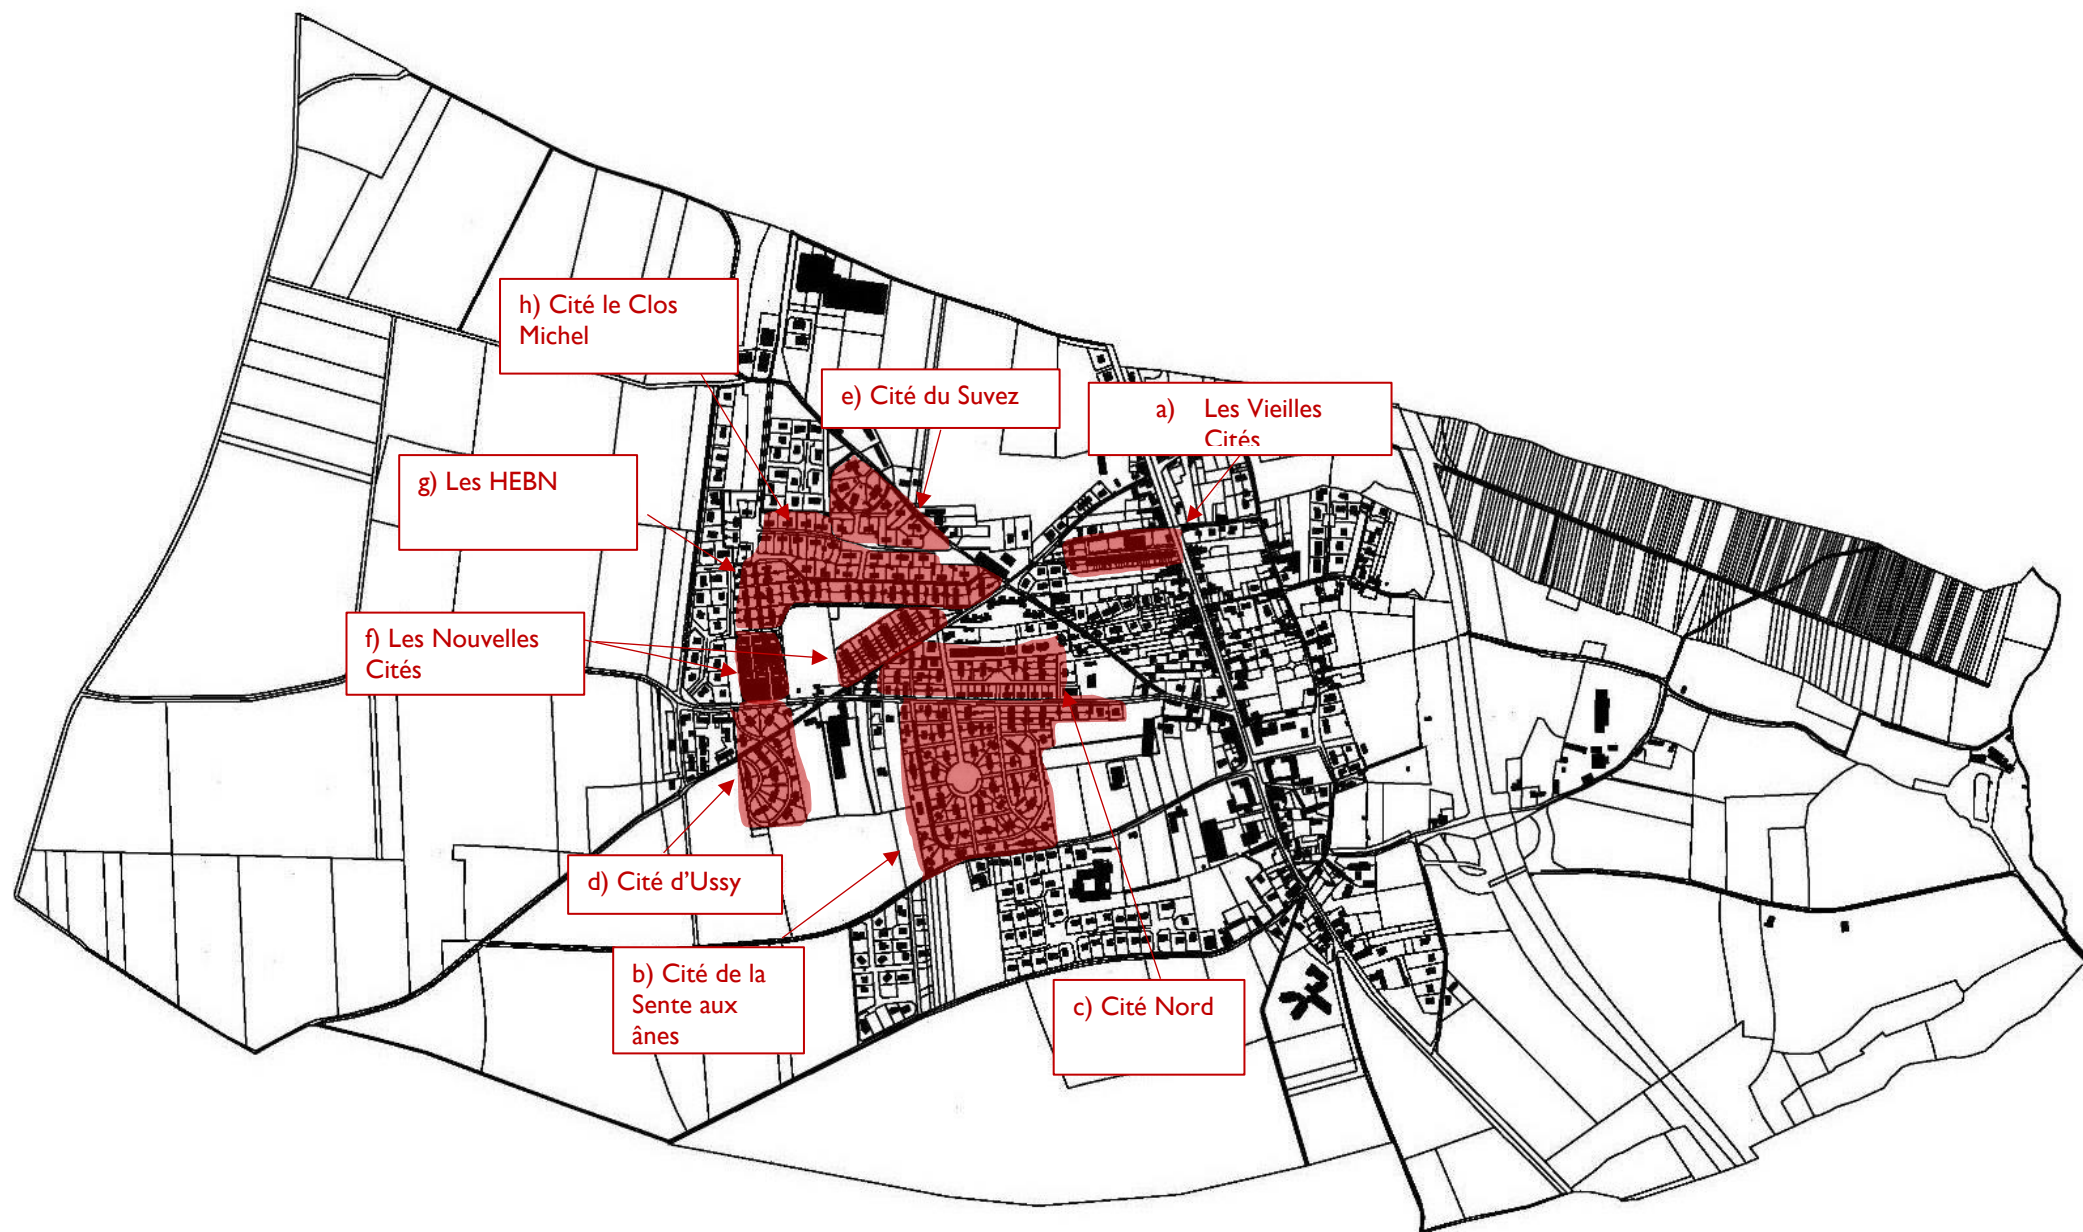 h) Cité le Clos
Michel
e) Cité du Suvez
a) Les Vieilles
Cités
g) Les HEBN
f) Les Nouvelles
Cités
d) Cité d’Ussy
b) Cité de la
Sente aux
ânes
c) Cité Nord